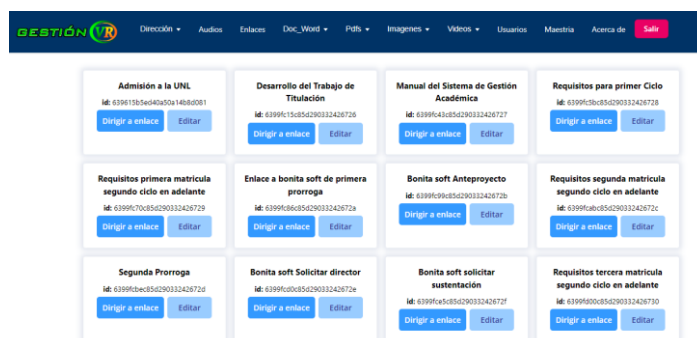 GESTIÓN VR Dirección Audios Enlaces Doc_Word Pdfs Imagenes Videos Usuarios Maestria Acerca de Salir
Admisión a la UNL
id: 639615b5ed40a50a14b8d081
Dirigir a enlace Editar
Desarrollo del Trabajo de
Titulación
id: 6399fc15c85d290332426726
Dirigir a enlace Editar
Manual del Sistema de Gestión
Académica
id: 6399fc43c85d290332426727
Dirigir a enlace Editar
Requisitos para primer Ciclo
id: 6399fc5bc85d290332426728
Dirigir a enlace Editar
Requisitos primera matricula
segundo ciclo en adelante
id: 6399fc70c85d290332426729
Dirigir a enlace Editar
Enlace a bonita soft de primera
prorroga
id: 6399fc86c85d29033242672a
Dirigir a enlace Editar
Bonita soft Anteproyecto
id: 6399fc99c85d29033242672b
Dirigir a enlace Editar
Requisitos segunda matricula
segundo ciclo en adelante
id: 6399fcabc85d29033242672c
Dirigir a enlace Editar
Segunda Prorroga
id: 6399fcbec85d29033242672d
Dirigir a enlace Editar
Bonita soft Solicitar director
id: 6399fcd0c85d29033242672e
Dirigir a enlace Editar
Bonita soft solicitar
sustentación
id: 6399fce5c85d29033242672f
Dirigir a enlace Editar
Requisitos tercera matricula
segundo ciclo en adelante
id: 6399fd00c85d290332426730
Dirigir a enlace Editar